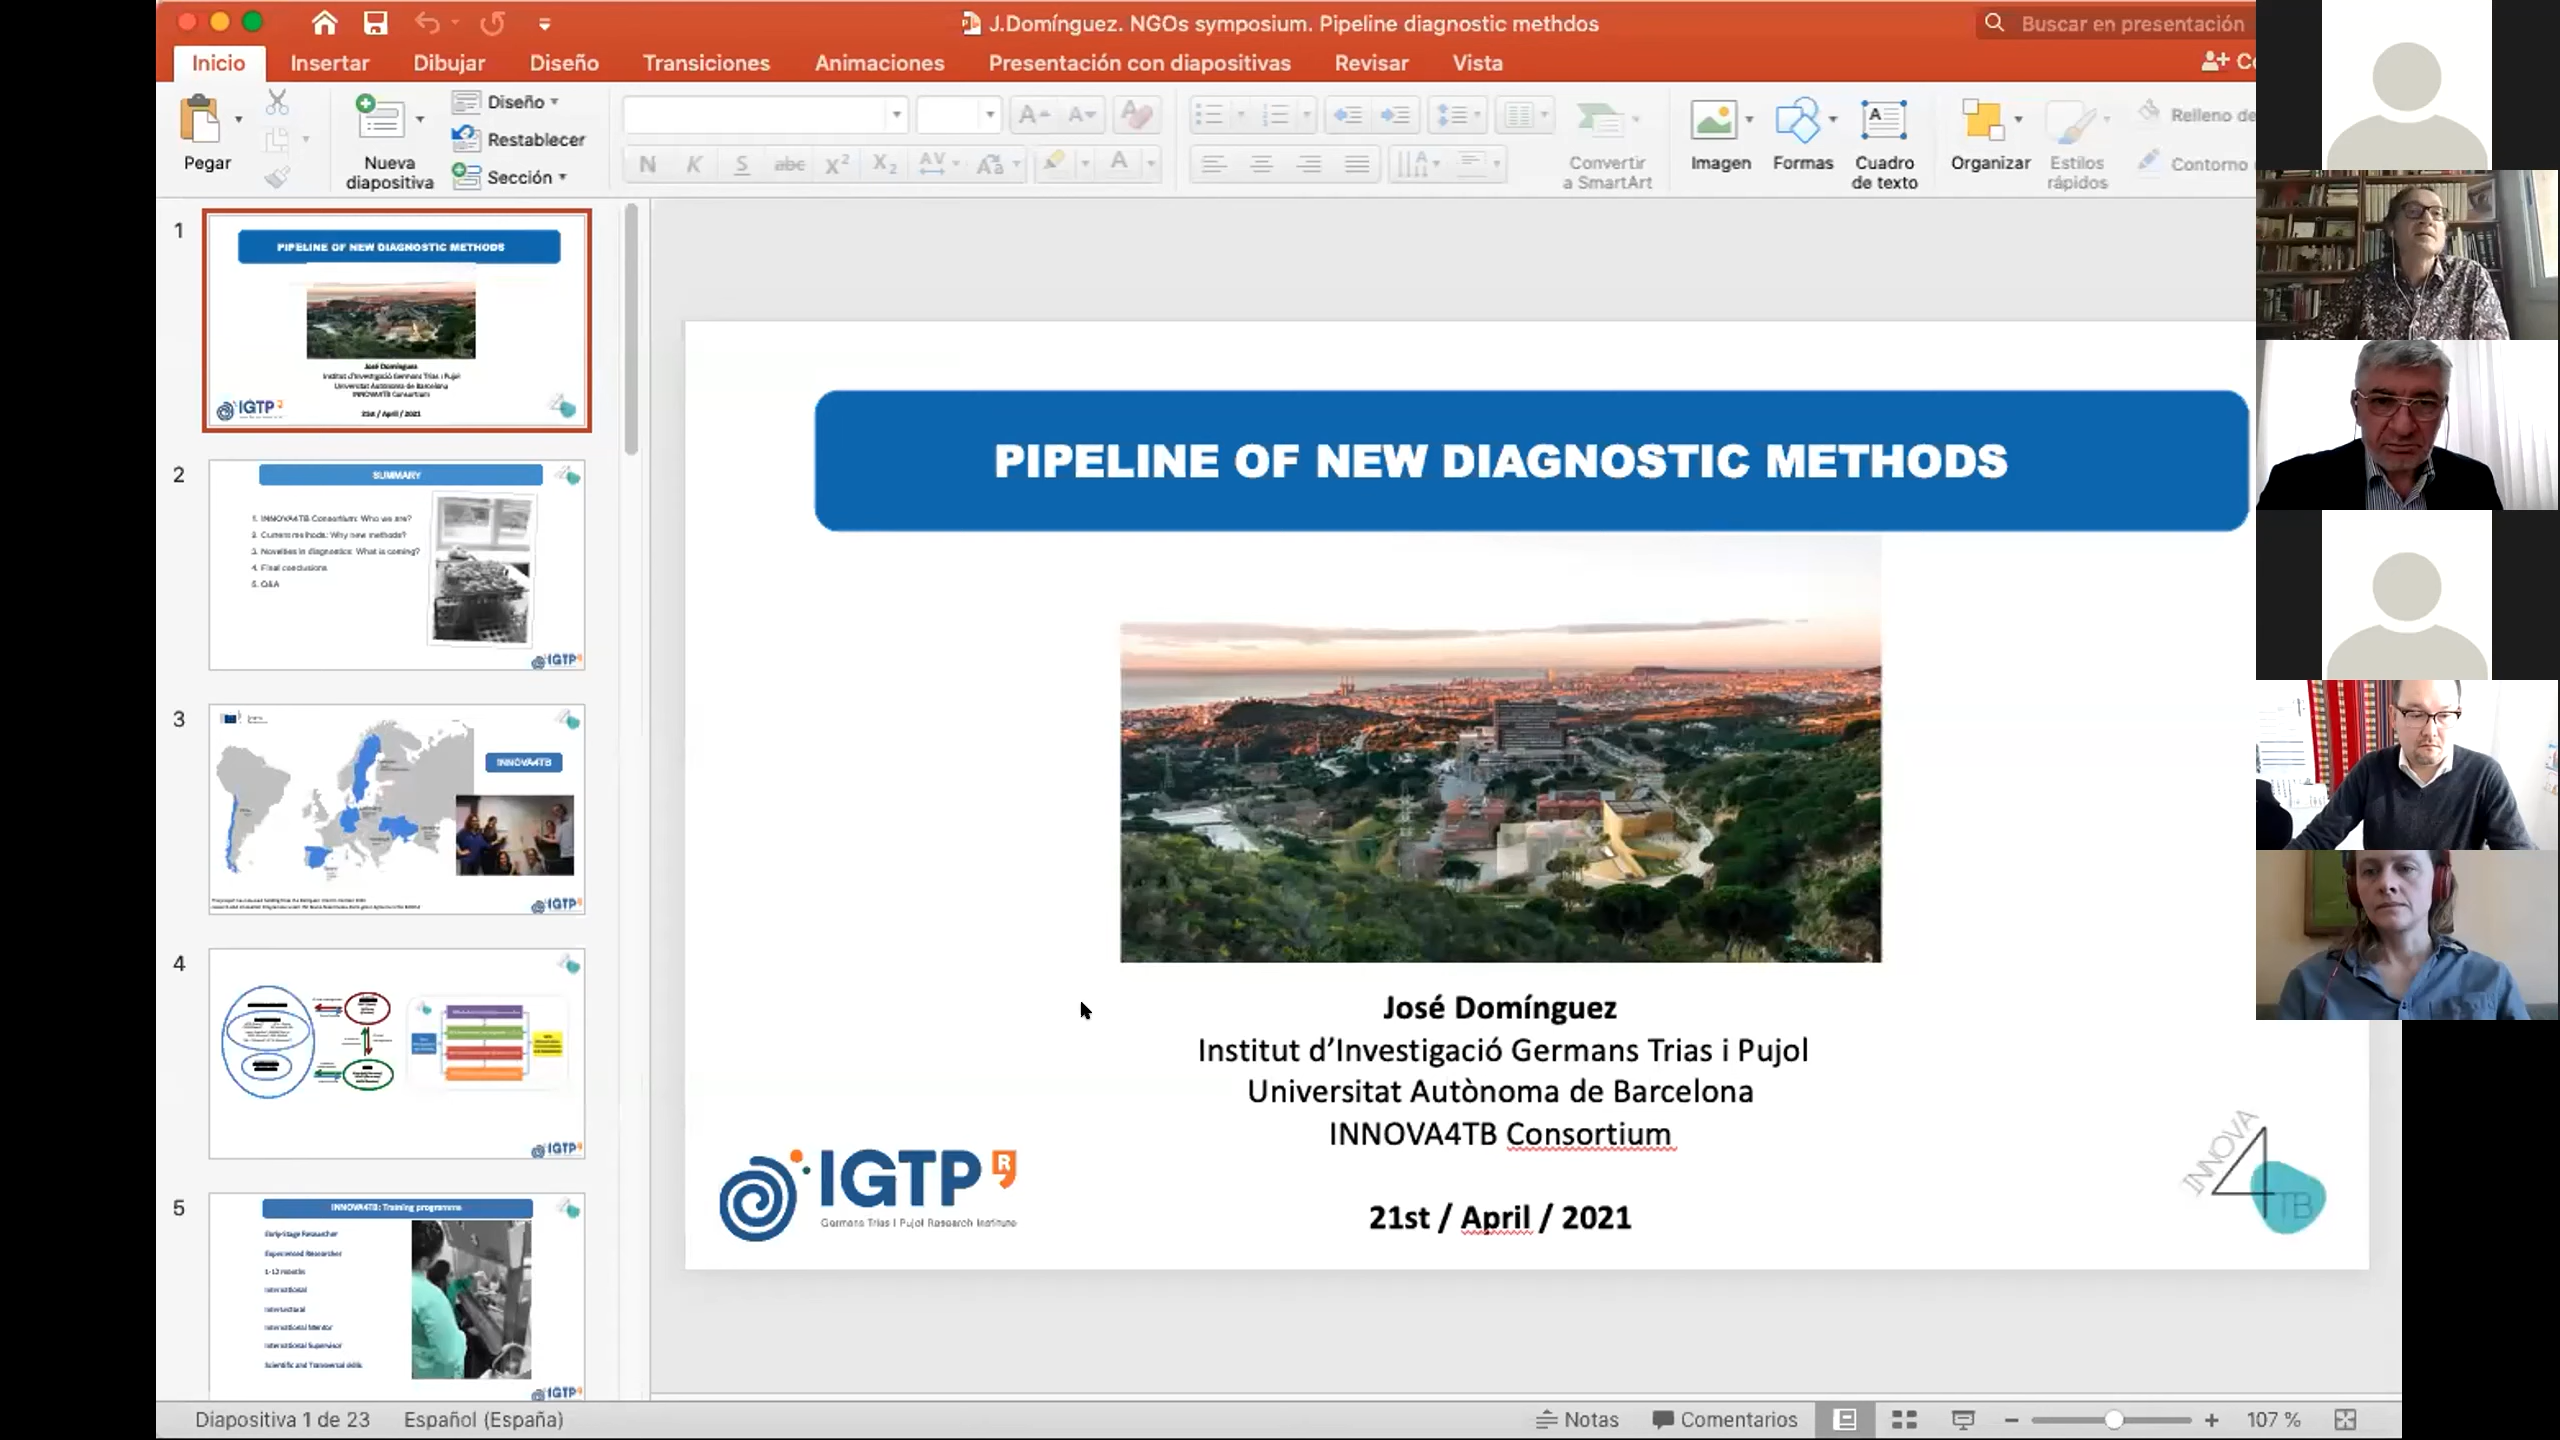 J.Domínguez. NGOs symposium. Pipeline diagnostic methdos
Buscar en presentación
Inicio
Insertar
Dibujar
Diseño
Transiciones
Animaciones
Presentación con diapositivas
Revisar
Vista
Pegar
Nueva
diapositiva
Diseño
Restablecer
Sección
N K S abc X² X₂ AV Aa A
Convertir
a SmartArt
Imagen
Formas
Cuadro
de texto
Organizar
Estilos
rápidos
Relleno de
Contorno
1
PIPELINE OF NEW DIAGNOSTIC METHODS
José Domínguez
Institut d'Investigació Germans Trias i Pujol
Universitat Autònoma de Barcelona
INNOVA4TB Consortium
21st / April / 2021
IGTP
2
SUMMARY
1. INNOVA4TB Consortium: Who we are?
2. Current methods: Why new methods?
3. Novelties in diagnostics: What is coming?
4. Final conclusions
5. Q&A
IGTP
3
INNOVA4TB
IGTP
4
IGTP
5
INNOVA4TB: Training programme
Early-Stage Researcher
Experienced Researcher
1-12 months
International
Intersectoral
International Mentor
International Supervisor
Scientific and Transversal skills
IGTP
PIPELINE OF NEW DIAGNOSTIC METHODS
José Domínguez
Institut d'Investigació Germans Trias i Pujol
Universitat Autònoma de Barcelona
INNOVA4TB Consortium
21st / April / 2021
IGTP R
Germans Trias i Pujol Research Institute
INNOVA
4
TB
Diapositiva 1 de 23
Español (España)
Notas
Comentarios
107 %